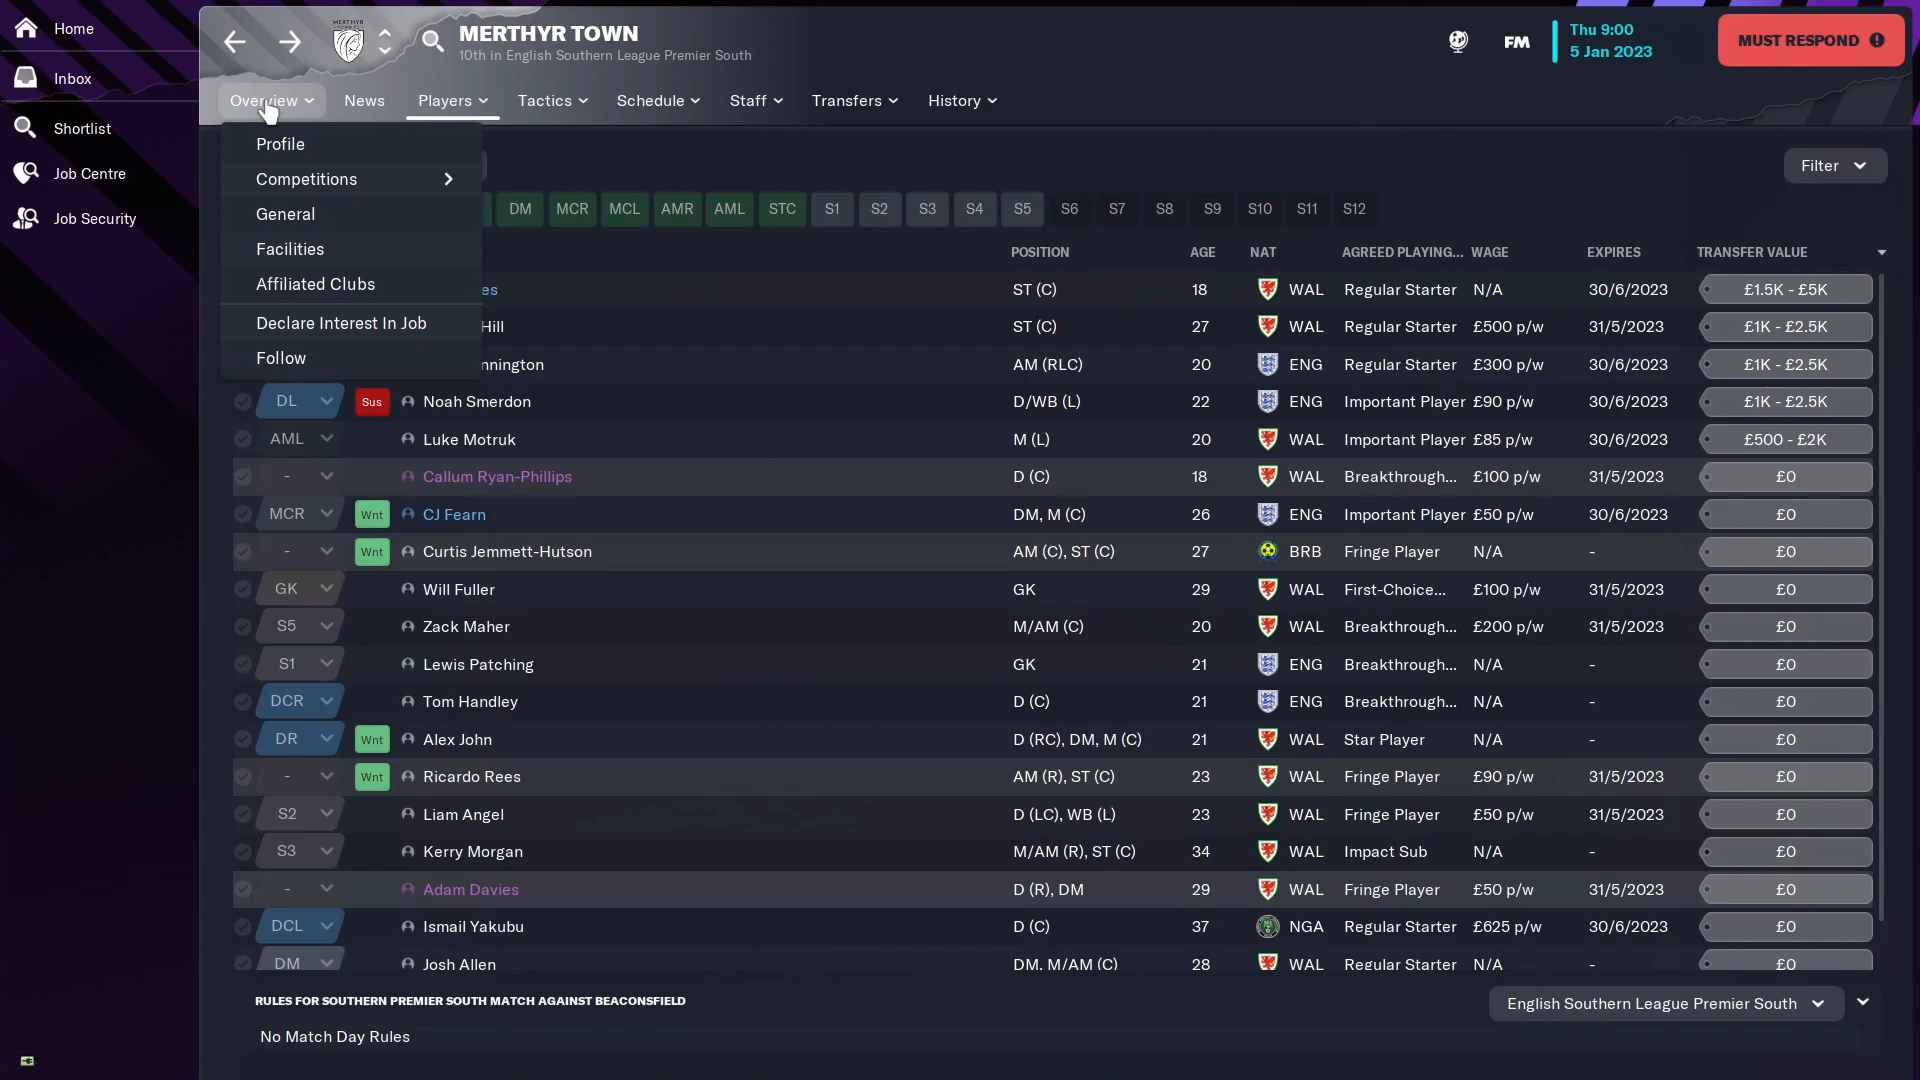 Home
Inbox
Shortlist
Job Centre
Job Security
MERTHYR
MERTHYR TOWN
10th in English Southern League Premier South
FM
Thu 9:00
5 Jan 2023
MUST RESPOND
Overview News Players Tactics Schedule Staff Transfers History
Profile
Competitions
General
Facilities
Affiliated Clubs
Declare Interest In Job
Follow
Filter
DM MCR MCL AMR AML STC S1 S2 S3 S4 S5 S6 S7 S8 S9 S10 S11 S12
POSITION AGE NAT AGREED PLAYING... WAGE EXPIRES TRANSFER VALUE
es ST (C) 18 WAL Regular Starter N/A 30/6/2023 £1.5K - £5K
Hill ST (C) 27 WAL Regular Starter £500 p/w 31/5/2023 £1K - £2.5K
nnington AM (RLC) 20 ENG Regular Starter £300 p/w 30/6/2023 £1K - £2.5K
DL Sus Noah Smerdon D/WB (L) 22 ENG Important Player £90 p/w 30/6/2023 £1K - £2.5K
AML Luke Motruk M (L) 20 WAL Important Player £85 p/w 30/6/2023 £500 - £2K
- Callum Ryan-Phillips D (C) 18 WAL Breakthrough... £100 p/w 31/5/2023 £0
MCR Wnt CJ Fearn DM, M (C) 26 ENG Important Player £50 p/w 30/6/2023 £0
- Wnt Curtis Jemmett-Hutson AM (C), ST (C) 27 BRB Fringe Player N/A - £0
GK Will Fuller GK 29 WAL First-Choice... £100 p/w 31/5/2023 £0
S5 Zack Maher M/AM (C) 20 WAL Breakthrough... £200 p/w 31/5/2023 £0
S1 Lewis Patching GK 21 ENG Breakthrough... N/A - £0
DCR Tom Handley D (C) 21 ENG Breakthrough... N/A - £0
DR Wnt Alex John D (RC), DM, M (C) 21 WAL Star Player N/A - £0
- Wnt Ricardo Rees AM (R), ST (C) 23 WAL Fringe Player £90 p/w 31/5/2023 £0
S2 Liam Angel D (LC), WB (L) 23 WAL Fringe Player £50 p/w 31/5/2023 £0
S3 Kerry Morgan M/AM (R), ST (C) 34 WAL Impact Sub N/A - £0
- Adam Davies D (R), DM 29 WAL Fringe Player £50 p/w 31/5/2023 £0
DCL Ismail Yakubu D (C) 37 NGA Regular Starter £625 p/w 30/6/2023 £0
DM Josh Allen DM, M/AM (C) 28 WAL Regular Starter N/A - £0
RULES FOR SOUTHERN PREMIER SOUTH MATCH AGAINST BEACONSFIELD
English Southern League Premier South
No Match Day Rules